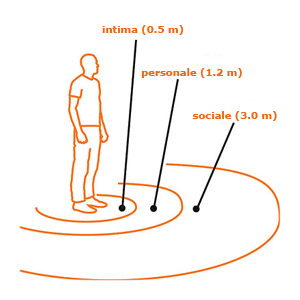 intima (0.5 m)
personale (1.2 m)
sociale (3.0 m)